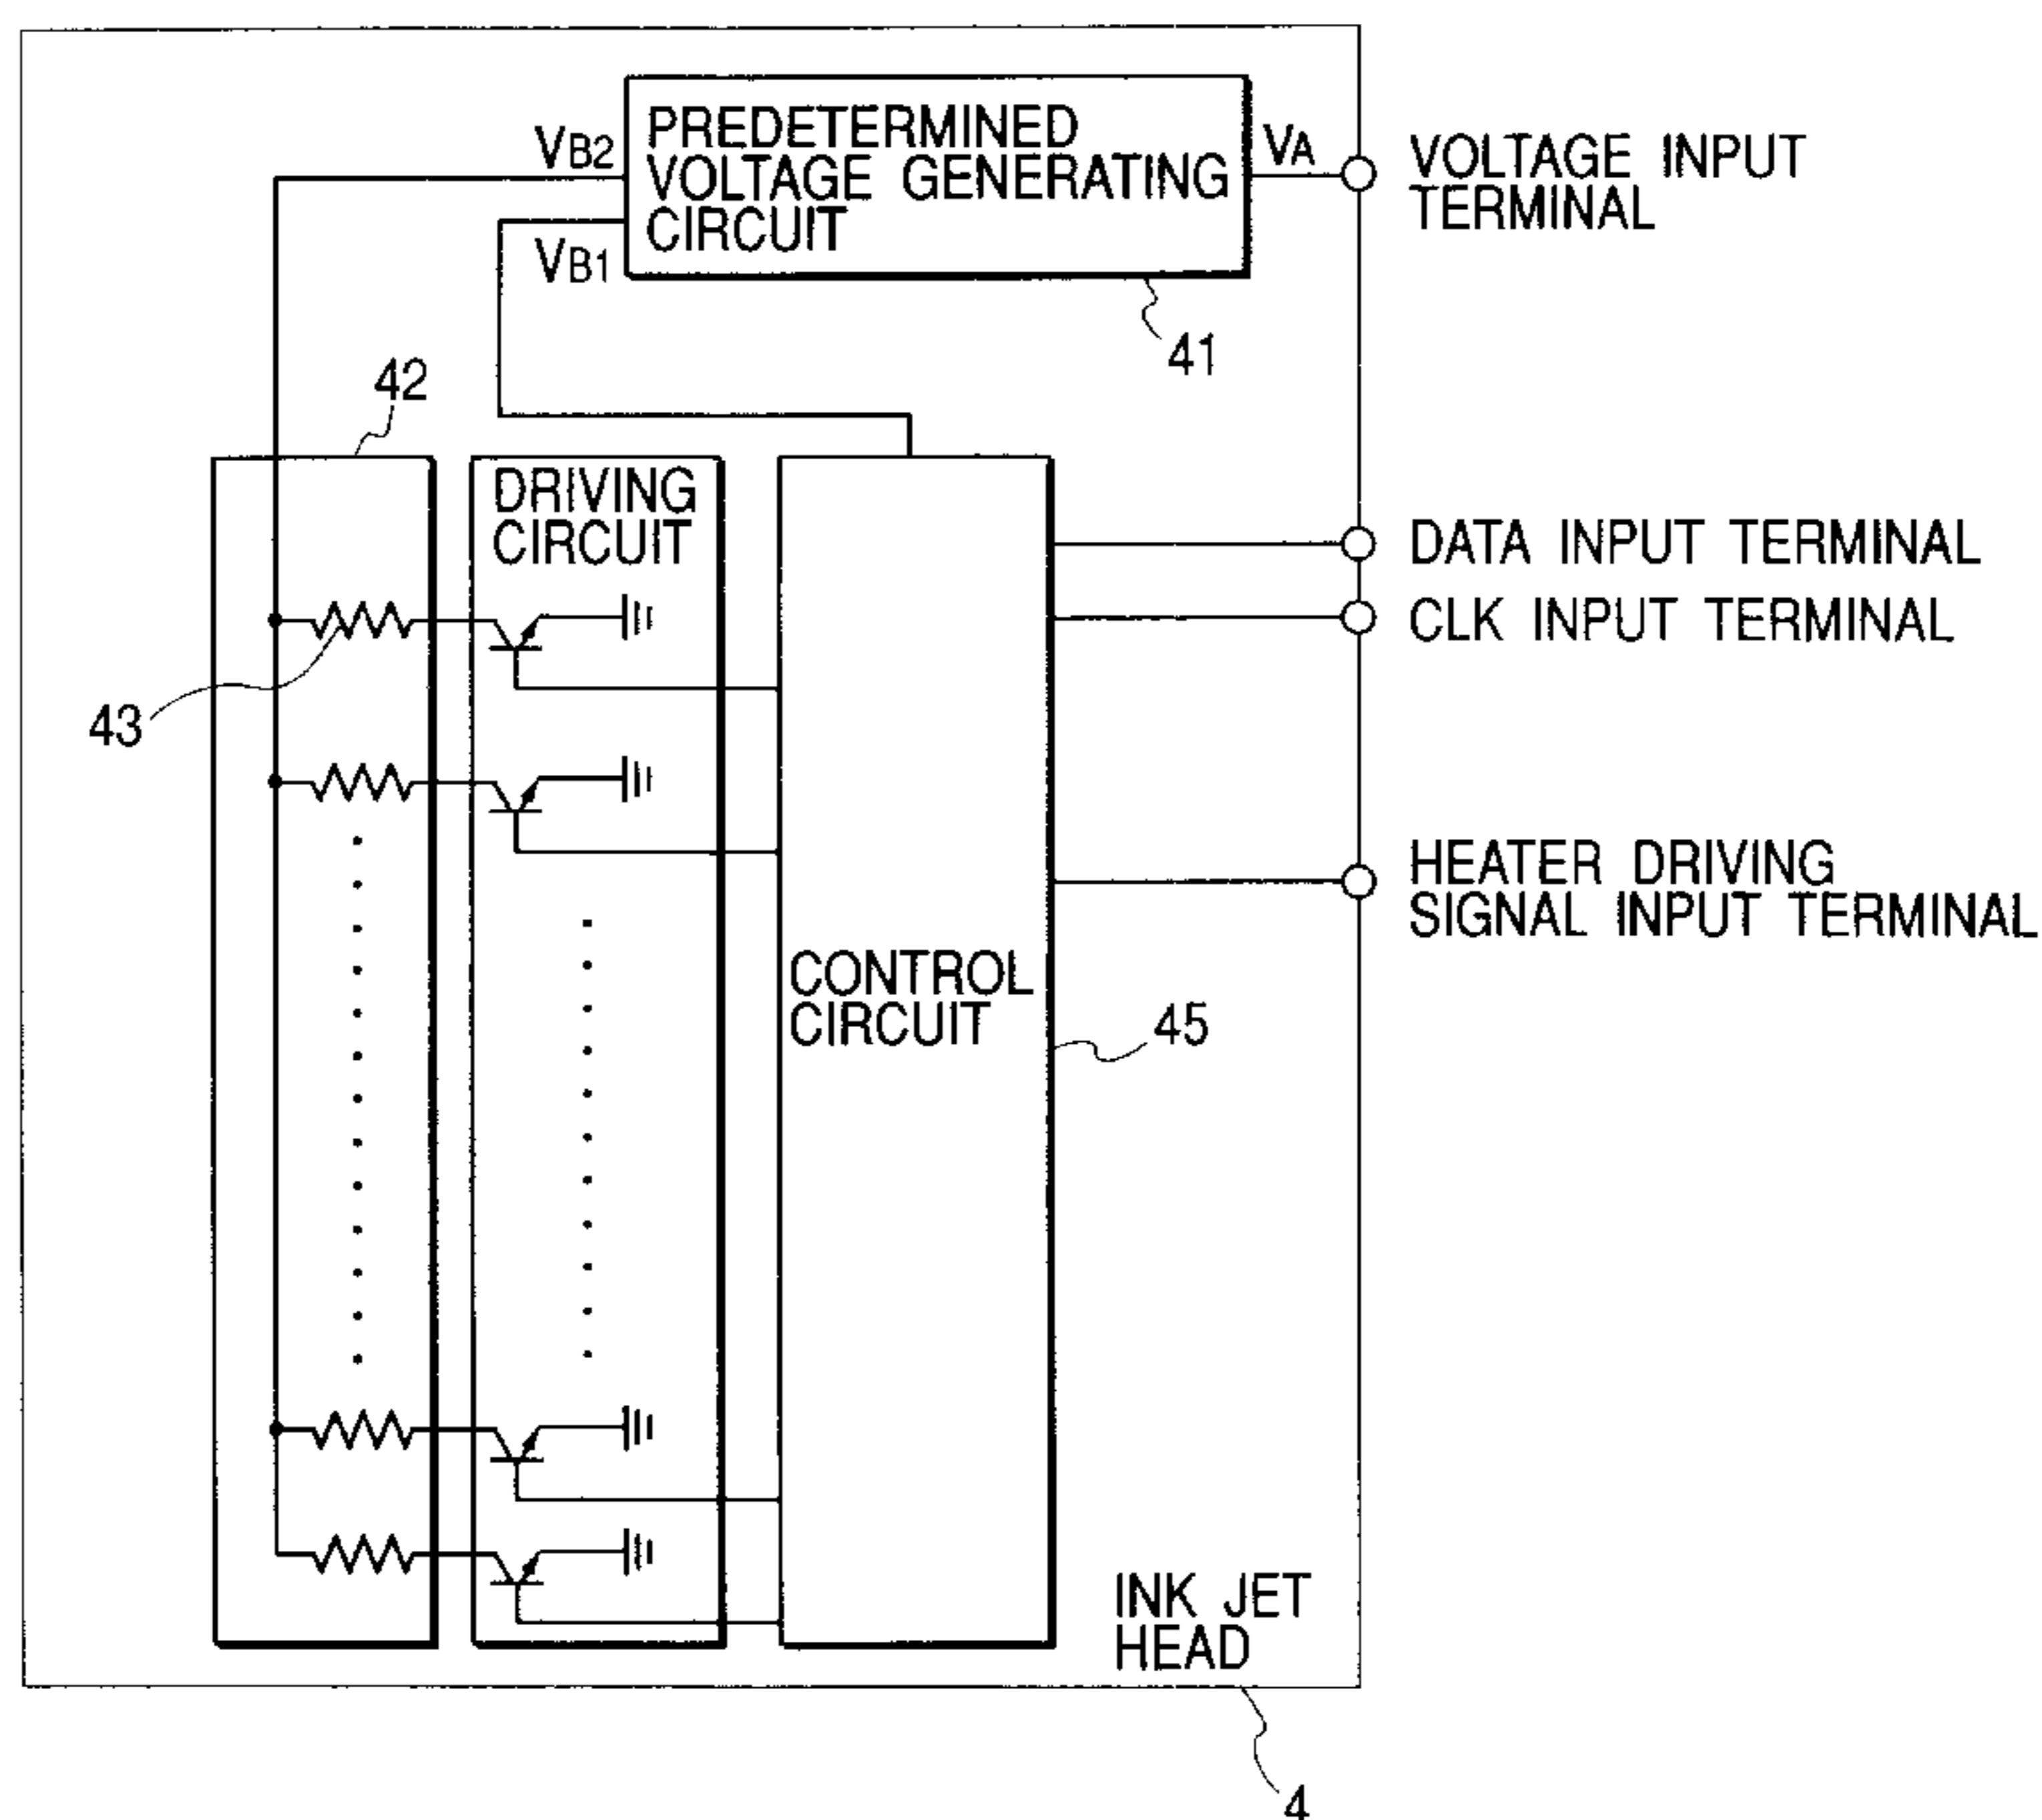 PREDETERMINED
VOLTAGE GENERATING
CIRCUIT
VB2
VB1
VA
VOLTAGE INPUT
TERMINAL
41
42
DRIVING
CIRCUIT
DATA INPUT TERMINAL
CLK INPUT TERMINAL
43
HEATER DRIVING
SIGNAL INPUT TERMINAL
CONTROL
CIRCUIT
45
INK JET
HEAD
4